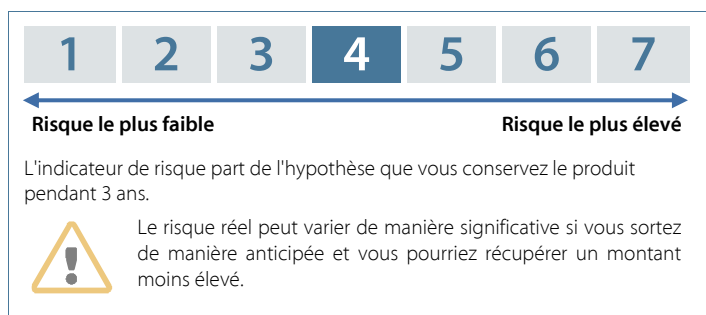 1 2 3 4 5 6 7
Risque le plus faible Risque le plus élevé
L'indicateur de risque part de l'hypothèse que vous conservez le produit
pendant 3 ans.
Le risque réel peut varier de manière significative si vous sortez
de manière anticipée et vous pourriez récupérer un montant
moins élevé.